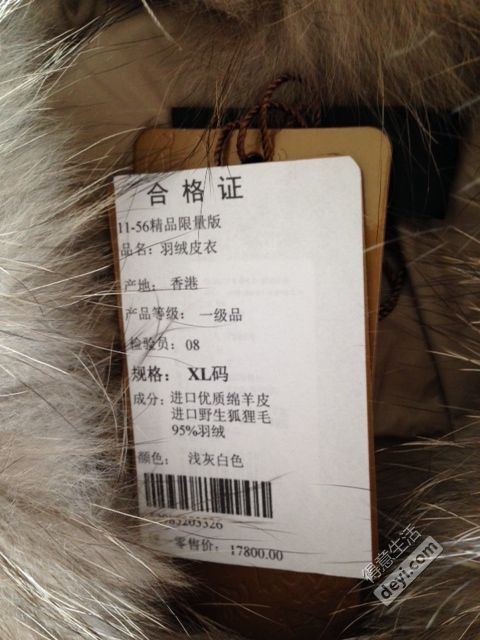 合格证
11-56精品限量版
品名：羽绒皮衣
产地：香港
产品等级：一级品
检验员：08
规格：XL码
成分：进口优质绵羊皮
进口野生狐狸毛
95%羽绒
颜色：浅灰白色
83203326
一零售价：17800.00
得意生活
deyi.com